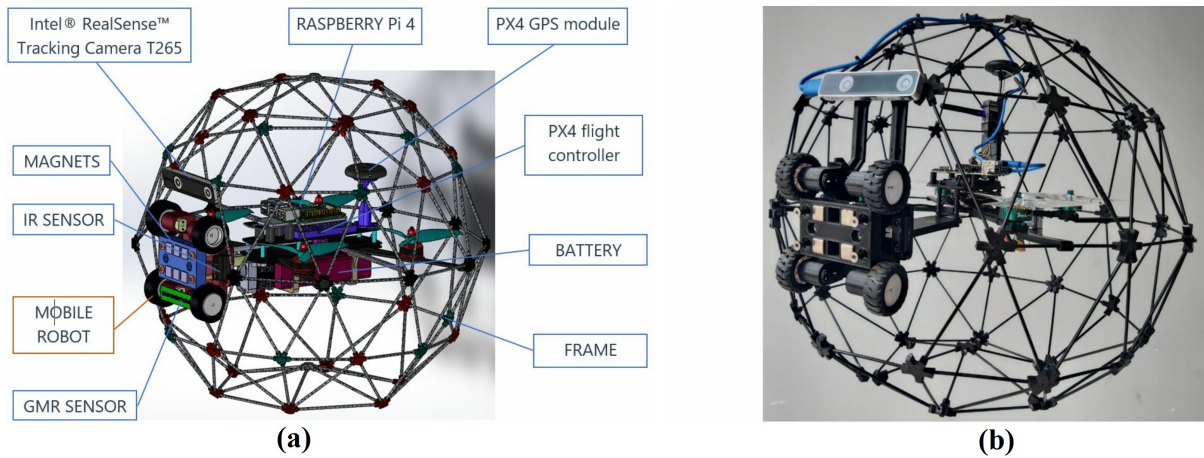 Intel® RealSense™
Tracking Camera T265
RASPBERRY Pi 4
PX4 GPS module
MAGNETS
PX4 flight
controller
IR SENSOR
BATTERY
MOBILE
ROBOT
FRAME
GMR SENSOR
(a)
(b)